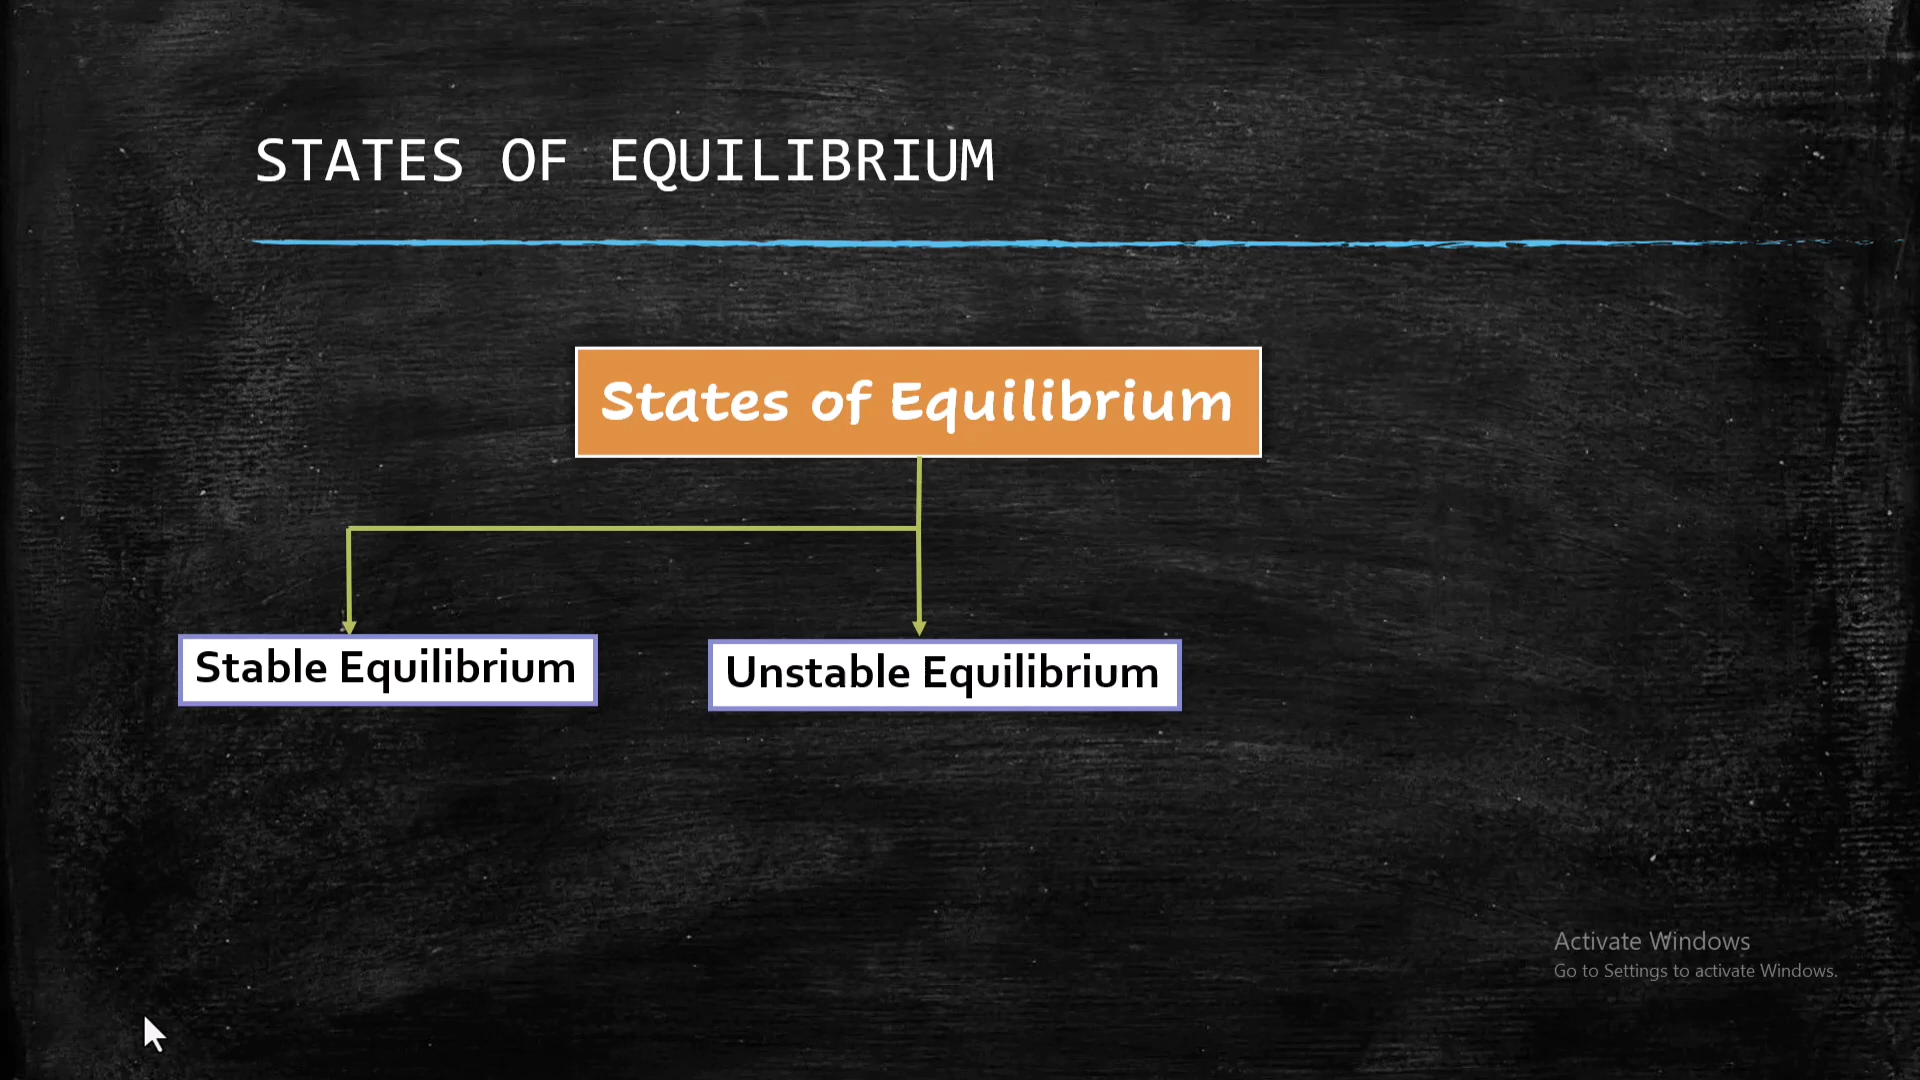 STATES OF EQUILIBRIUM
States of Equilibrium
Stable Equilibrium
Unstable Equilibrium
Activate Windows
Go to Settings to activate Windows.